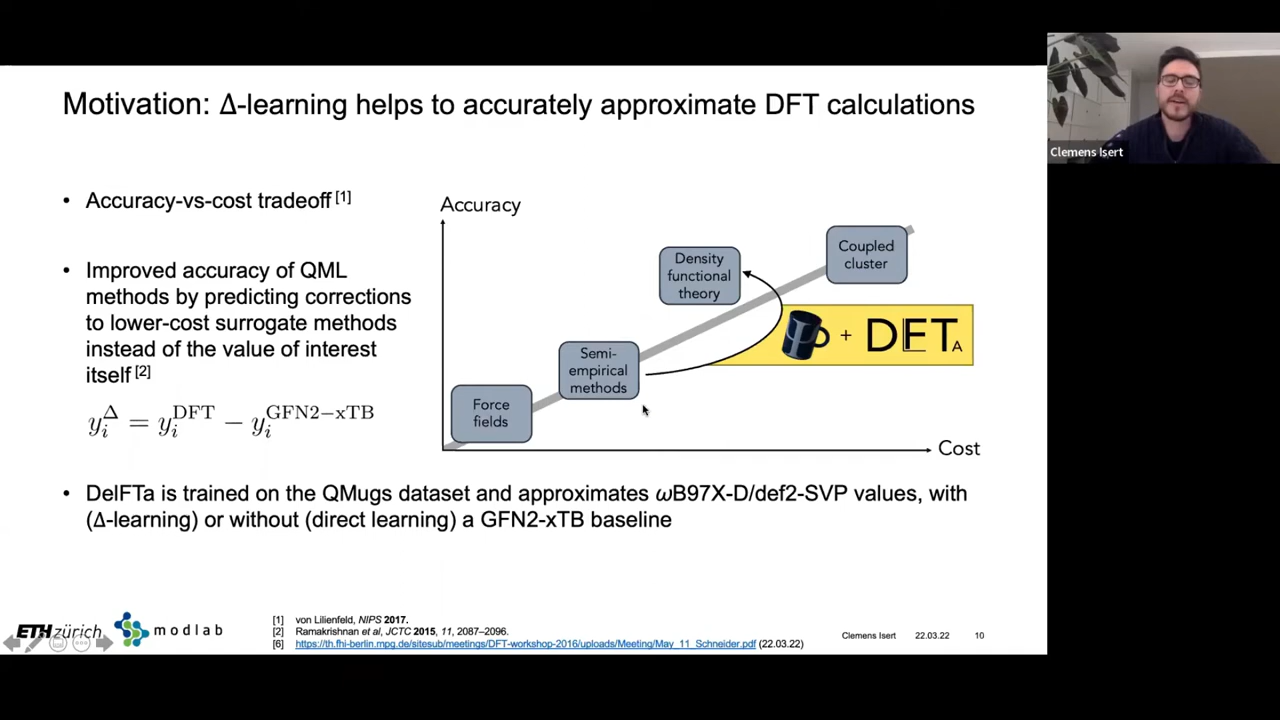 Motivation: Δ-learning helps to accurately approximate DFT calculations
Clemens Isert
• Accuracy-vs-cost tradeoff [1]
• Improved accuracy of QML
methods by predicting corrections
to lower-cost surrogate methods
instead of the value of interest
itself [2]
y_i^Δ = y_i^DFT − y_i^GFN2−xTB
Accuracy
Coupled
cluster
Density
functional
theory
ψ + DELFTA
Semi-
empirical
methods
Force
fields
Cost
• DelFTa is trained on the QMugs dataset and approximates ωB97X-D/def2-SVP values, with
(Δ-learning) or without (direct learning) a GFN2-xTB baseline
ETH zürich
modlab
[1] von Lilienfeld, NIPS 2017.
[2] Ramakrishnan et al, JCTC 2015, 11, 2087–2096.
[6] https://th.fhi-berlin.mpg.de/sitesub/meetings/DFT-workshop-2016/uploads/Meeting/May_11_Schneider.pdf (22.03.22)
Clemens Isert 22.03.22 10